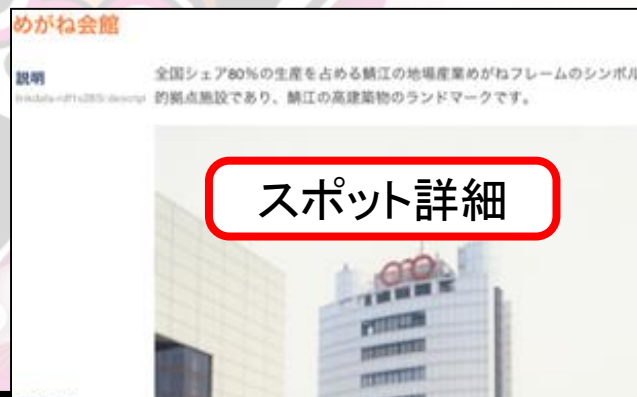 めがね会館
説明
全国シェア80%の生産を占める鯖江の地場産業めがねフレームのシンボル
的拠点施設であり、鯖江の高建築物のランドマークです。
スポット詳細